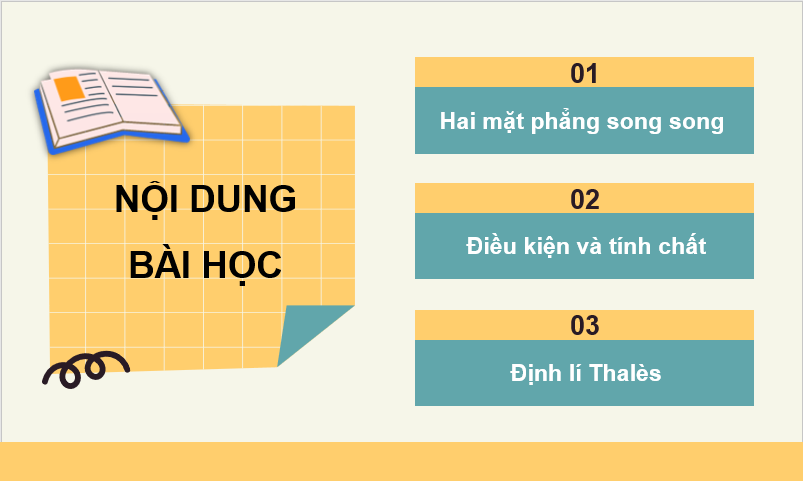 NỘI DUNG
BÀI HỌC
01
Hai mặt phẳng song song
02
Điều kiện và tính chất
03
Định lí Thalès